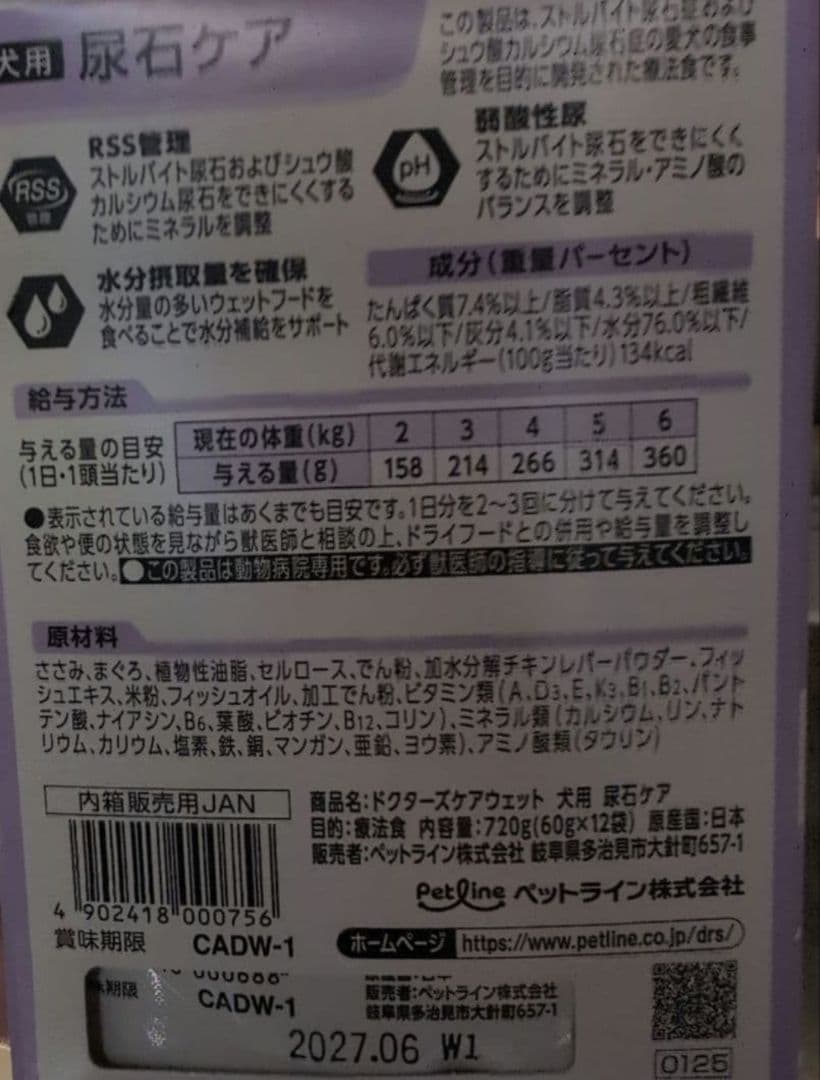 犬用 尿石ケア
この製品は、ストルバイト尿石症および
シュウ酸カルシウム尿石症の愛犬の食事
管理を目的に開発された療法食です。
RSS
管理
RSS管理
ストルバイト尿石およびシュウ酸
カルシウム尿石をできにくくする
ためにミネラルを調整
pH
弱酸性尿
ストルバイト尿石をできにくく
するためにミネラル・アミノ酸の
バランスを調整
水分摂取量を確保
水分量の多いウェットフードを
食べることで水分補給をサポート
成分(重量パーセント)
たんぱく質7.4%以上/脂質4.3%以上/粗繊維
6.0%以下/灰分4.1%以下/水分76.0%以下/
代謝エネルギー(100g当たり)134kcal
給与方法
与える量の目安
(1日・1頭当たり)
現在の体重(kg) 2 3 4 5 6
与える量(g) 158 214 266 314 360
●表示されている給与量はあくまでも目安です。1日分を2〜3回に分けて与えてください。
食欲や便の状態を見ながら獣医師と相談の上、ドライフードとの併用や給与量を調整し
てください。●この製品は動物病院専用です。必ず獣医師の指導に従って与えてください。
原材料
ささみ、まぐろ、植物性油脂、セルロース、でん粉、加水分解チキンレバーパウダー、フィッ
シュエキス、米粉、フィッシュオイル、加工でん粉、ビタミン類(A、D3、E、K3、B1、B2、パント
テン酸、ナイアシン、B6、葉酸、ビオチン、B12、コリン)、ミネラル類(カルシウム、リン、ナト
リウム、カリウム、塩素、鉄、銅、マンガン、亜鉛、ヨウ素)、アミノ酸類(タウリン)
内箱販売用JAN
4 902418 000756
賞味期限 CADW-1
商品名:ドクターズケアウェット 犬用 尿石ケア
目的:療法食 内容量:720g(60g×12袋) 原産国:日本
販売者:ペットライン株式会社 岐阜県多治見市大針町657-1
Petline ペットライン株式会社
ホームページ https://www.petline.co.jp/drs/
味期限 CADW-1
販売者:ペットライン株式会社
岐阜県多治見市大針町657-1
2027.06 W1
0125